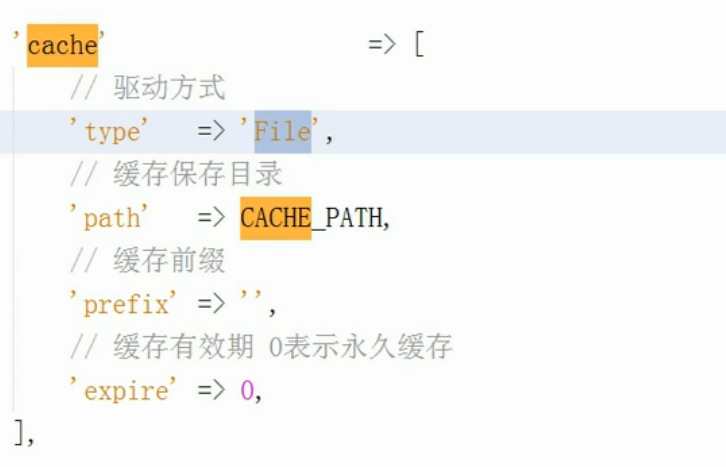 'cache' => [
// 驱动方式
'type' => 'File',
// 缓存保存目录
'path' => CACHE_PATH,
// 缓存前缀
'prefix' => '',
// 缓存有效期 0表示永久缓存
'expire' => 0,
],